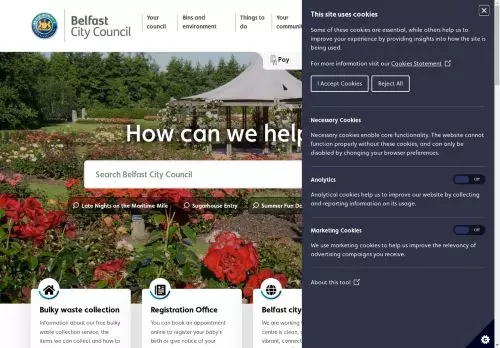 Belfast
City Council
Your
council
Bins and
environment
Things to
do
Your
Pay
How can we
Search Belfast City Council
Late Nights on the Maritime Mile
Sugarhouse Entry
Summer Fun
Bulky waste collection
Information about our free bulky
waste collection service, the
items we can collect and how to
Registration Office
You can book an appointment
online to register your baby's
birth or give notice of your
Belfast
We are working
centre is clean,
vibrant,
This site uses cookies
Some of these cookies are essential, while others help us to
improve your experience by providing insights into how the site is
being used.
For more information visit our Cookies Statement
I Accept Cookies
Reject All
Necessary Cookies
Necessary cookies enable core functionality. The website cannot
function properly without these cookies, and can only be
disabled by changing your browser preferences.
Analytics
Off
Analytical cookies help us to improve our website by collecting
and reporting information on its usage.
Marketing Cookies
Off
We use marketing cookies to help us improve the relevancy of
advertising campaigns you receive.
About this tool